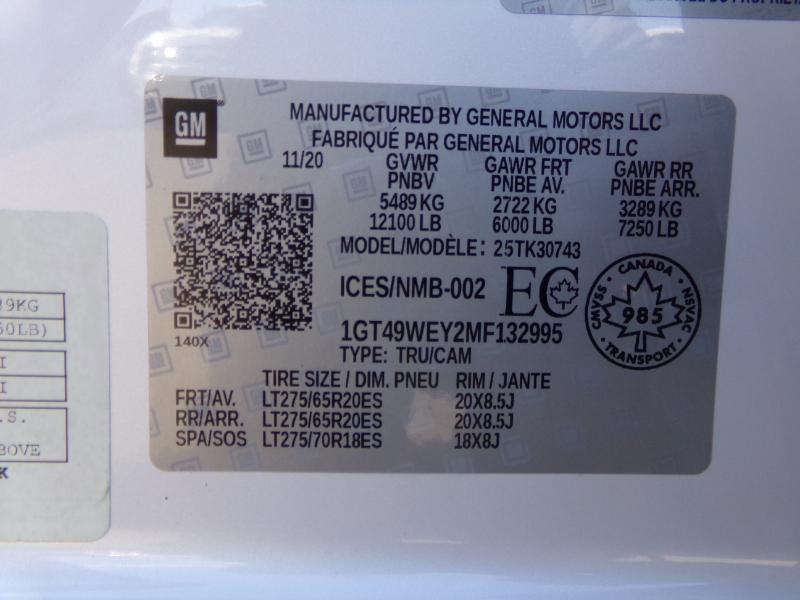 GM
MANUFACTURED BY GENERAL MOTORS LLC
FABRIQUÉ PAR GENERAL MOTORS LLC
11/20 GVWR GAWR FRT GAWR RR
PNBV PNBE AV. PNBE ARR.
5489 KG 2722 KG 3289 KG
12100 LB 6000 LB 7250 LB
MODEL/MODÈLE: 25TK30743
ICES/NMB-002 EC
CANADA
CMVSS 985 NSVAC
TRANSPORT
140X
1GT49WEY2MF132995
TYPE: TRU/CAM
TIRE SIZE / DIM. PNEU RIM / JANTE
FRT/AV. LT275/65R20ES 20X8.5J
RR/ARR. LT275/65R20ES 20X8.5J
SPA/SOS LT275/70R18ES 18X8J
9KG
50LB)
I
I
.S.
BOVE
K